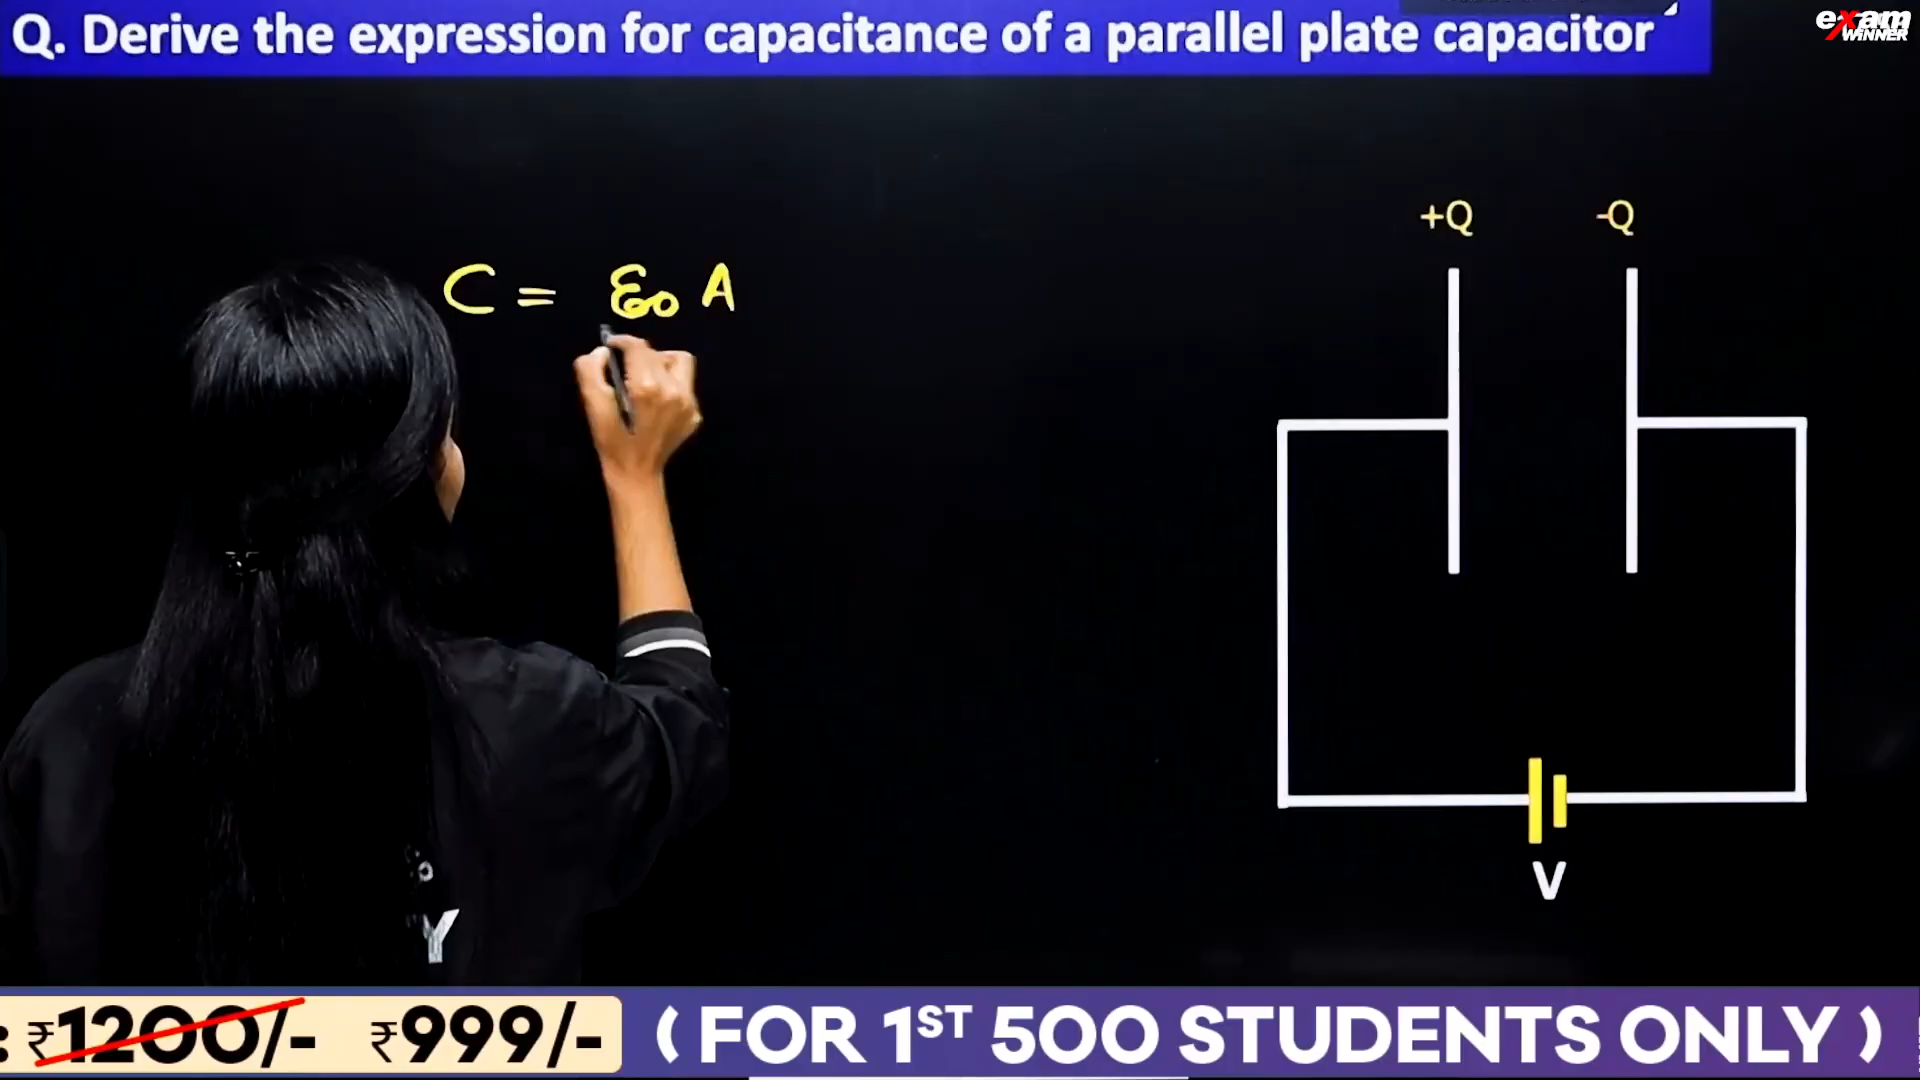 Q. Derive the expression for capacitance of a parallel plate capacitor
exam
WINNER
+Q -Q
C = ε₀ A
V
Y
: ₹1200/- ₹999/- ( FOR 1ST 500 STUDENTS ONLY )